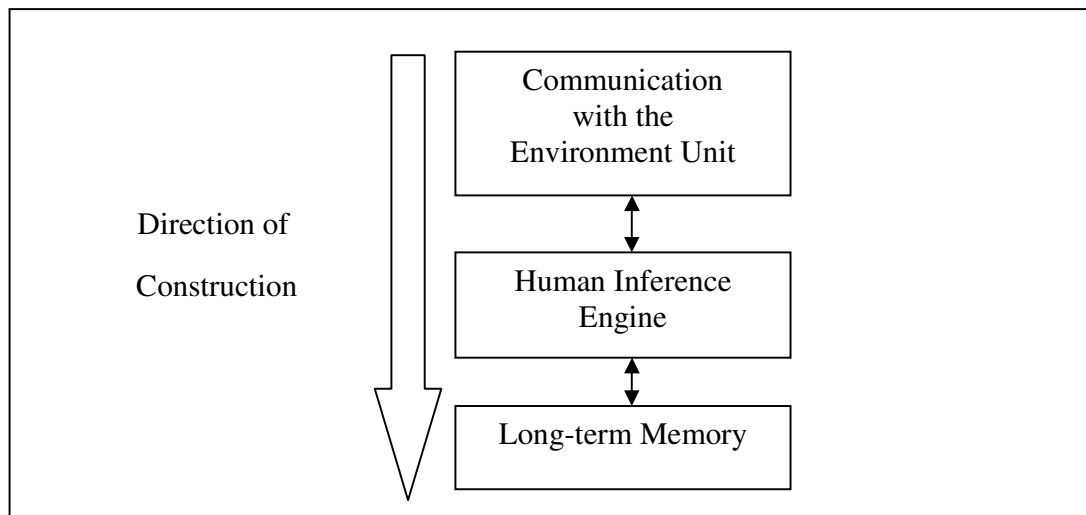 Communication
with the
Environment Unit
Direction of
Construction
Human Inference
Engine
Long-term Memory